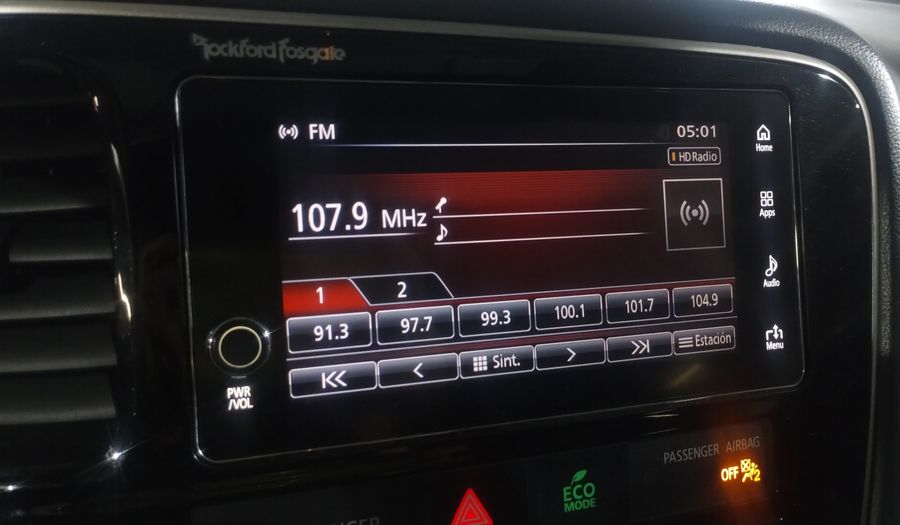 Rockford Fosgate
FM
05:01
HD Radio
Home
107.9 MHz
Apps
1
2
Audio
91.3
97.7
99.3
100.1
101.7
104.9
Sint.
Estación
Menu
PWR
/VOL
PASSENGER AIRBAG
OFF
2
ECO
MODE